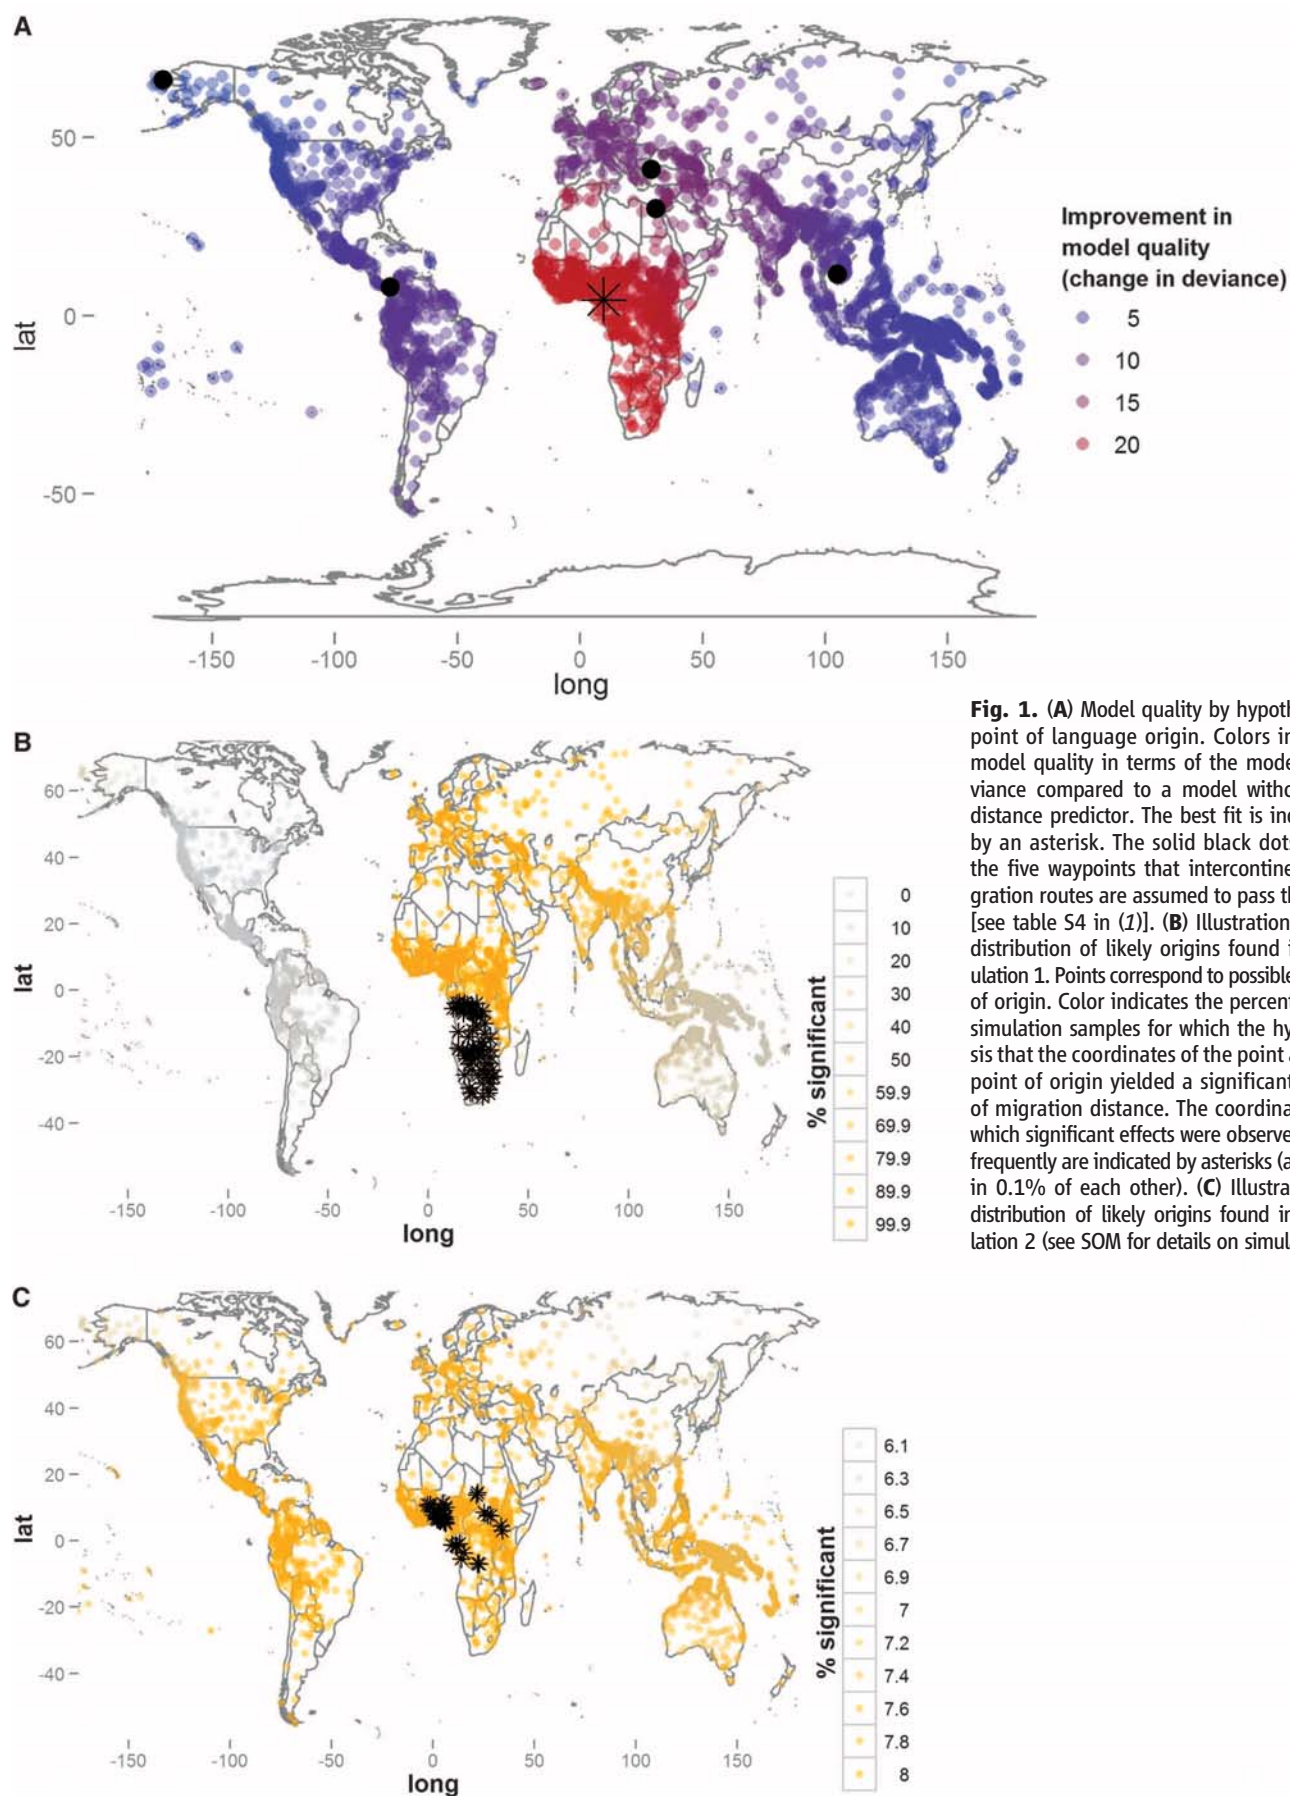 A
50
0
-50
lat
-150
-100
-50
0
50
100
150
long
Improvement in
model quality
(change in deviance)
5
10
15
20
B
60
40
20
0
-20
-40
lat
-150
-100
-50
0
50
100
150
long
% significant
0
10
20
30
40
50
59.9
69.9
79.9
89.9
99.9
Fig. 1. (A) Model quality by hypoth
point of language origin. Colors in
model quality in terms of the mode
viance compared to a model witho
distance predictor. The best fit is ind
by an asterisk. The solid black dots
the five waypoints that intercontine
gration routes are assumed to pass th
[see table S4 in (1)]. (B) Illustration
distribution of likely origins found i
ulation 1. Points correspond to possible
of origin. Color indicates the percent
simulation samples for which the hy
sis that the coordinates of the point
point of origin yielded a significant
of migration distance. The coordina
which significant effects were observe
frequently are indicated by asterisks (a
in 0.1% of each other). (C) Illustra
distribution of likely origins found in
lation 2 (see SOM for details on simul
C
60
40
20
0
-20
-40
lat
-150
-100
-50
0
50
100
150
long
% significant
6.1
6.3
6.5
6.7
6.9
7
7.2
7.4
7.6
7.8
8